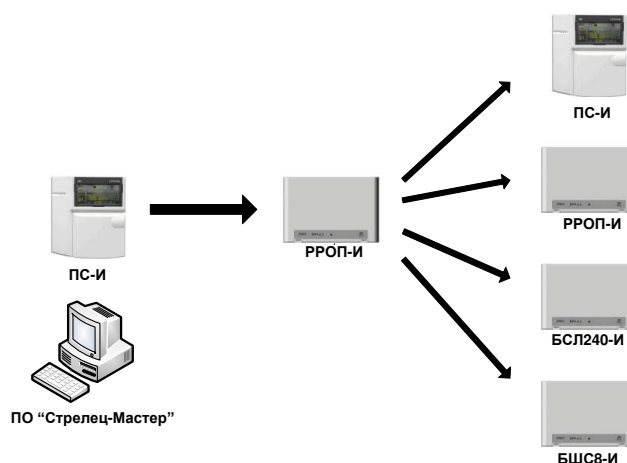 ПС-И
ПС-И
РРОП-И
РРОП-И
БСЛ240-И
ПО “Стрелец-Мастер”
БШС8-И